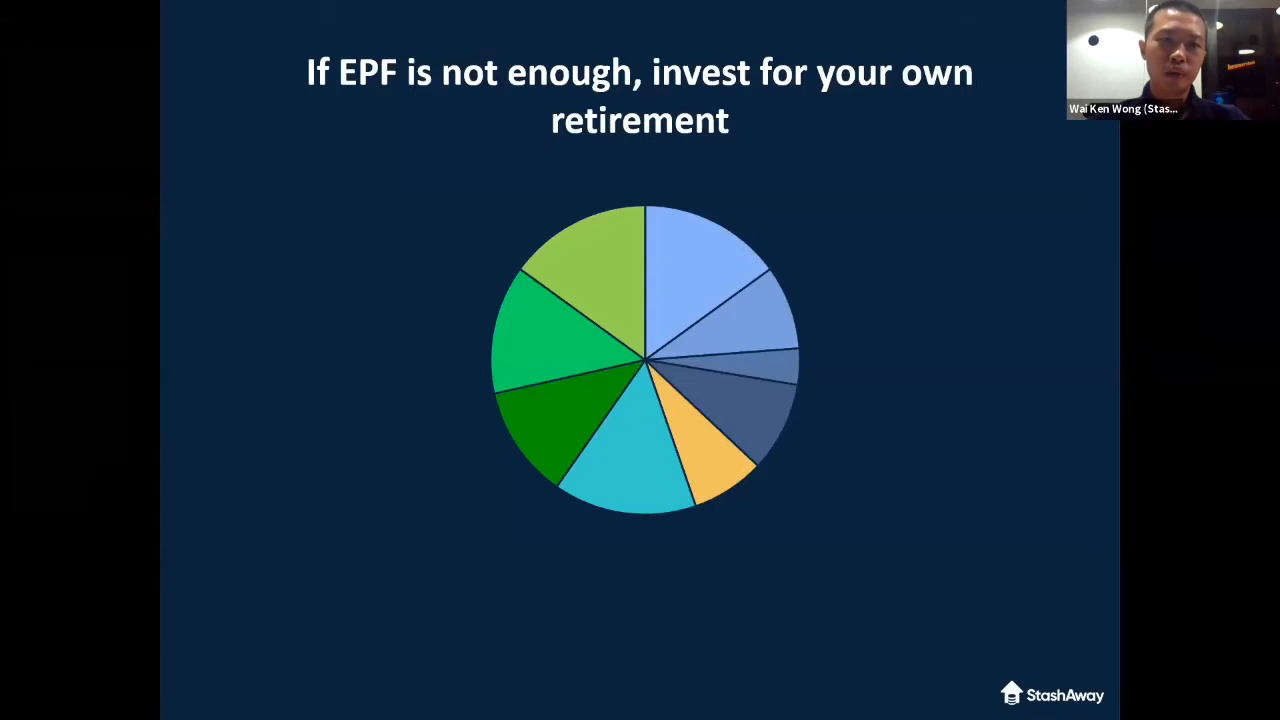 If EPF is not enough, invest for your own
retirement
Wai Ken Wong (Stas...
StashAway